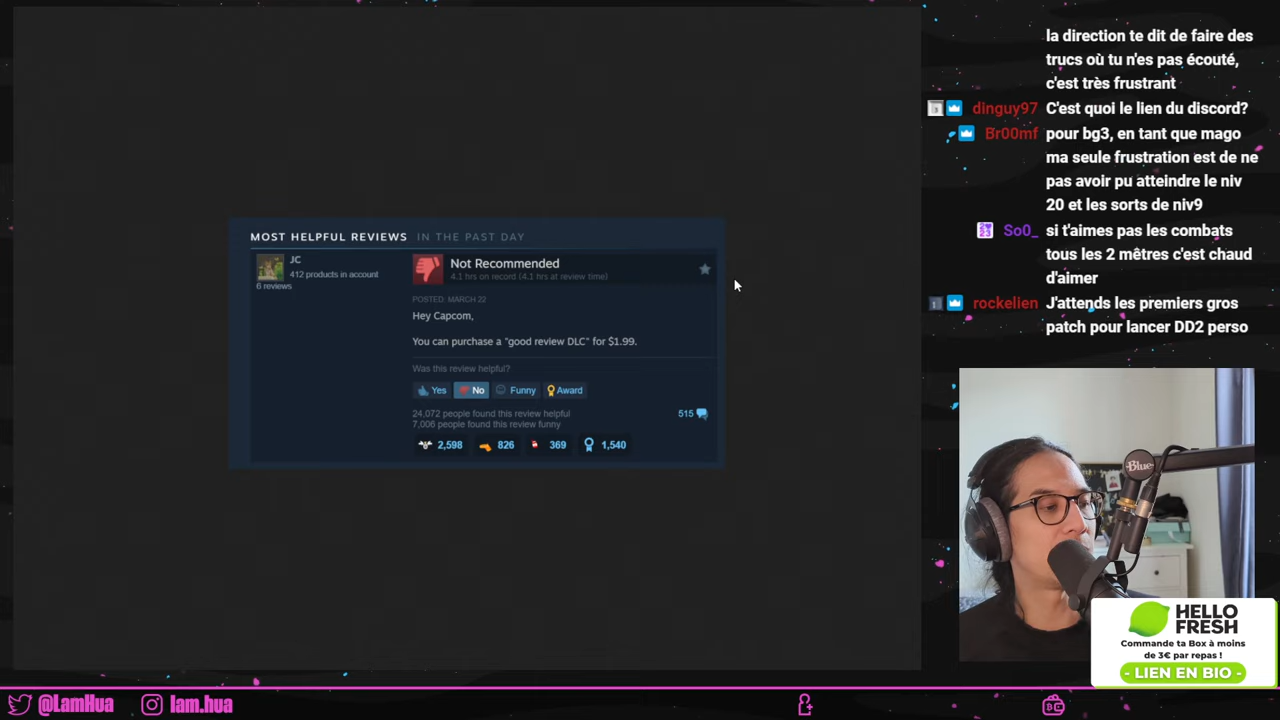 MOST HELPFUL REVIEWS IN THE PAST DAY
JC
412 products in account
6 reviews
Not Recommended
4.1 hrs on record (4.1 hrs at review time)
POSTED: MARCH 22
Hey Capcom,
You can purchase a "good review DLC" for $1.99.
Was this review helpful?
Yes No Funny Award
24,072 people found this review helpful
7,006 people found this review funny
515
2,598 826 369 1,540
la direction te dit de faire des
trucs où tu n'es pas écouté,
c'est très frustrant
dinguy97 C'est quoi le lien du discord?
Br00mf pour bg3, en tant que mago
ma seule frustration est de ne
pas avoir pu atteindre le niv
20 et les sorts de niv9
So0_ si t'aimes pas les combats
tous les 2 mêtres c'est chaud
d'aimer
rockelien J'attends les premiers gros
patch pour lancer DD2 perso
Blue
HELLO
FRESH
Commande ta Box à moins
de 3€ par repas !
- LIEN EN BIO -
@LamHua lam.hua